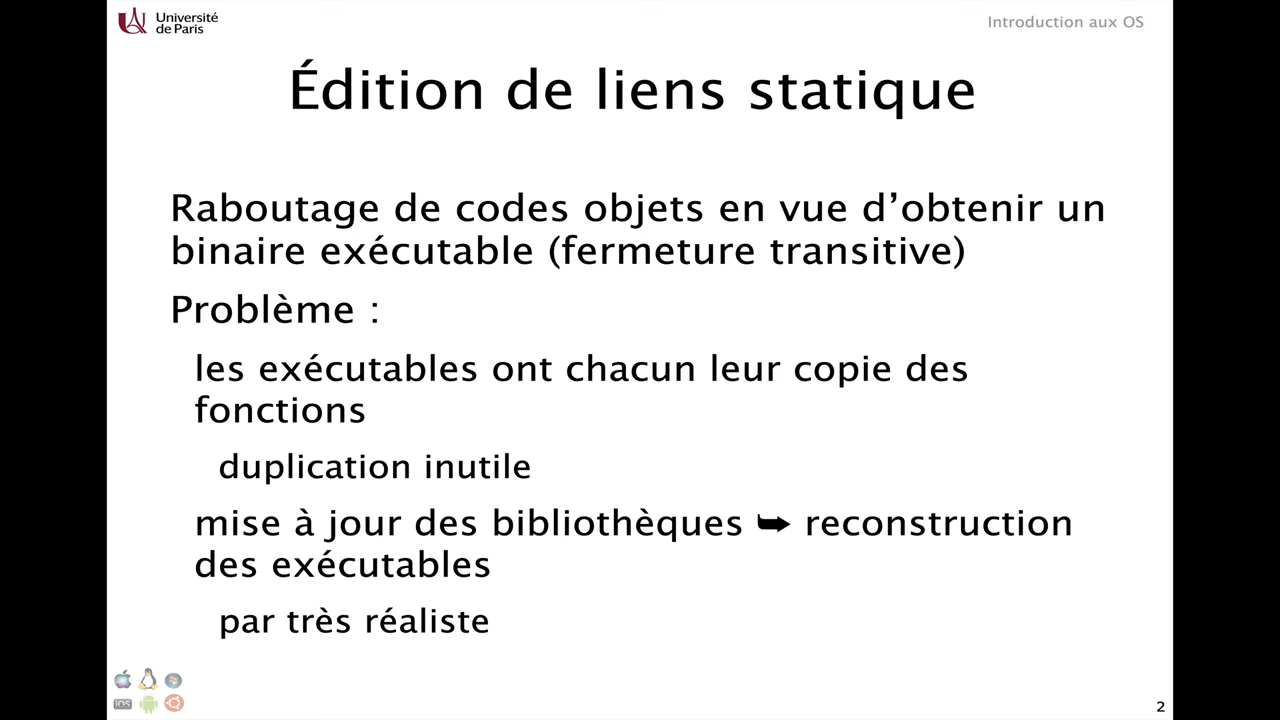 Université
de Paris
Introduction aux OS
Édition de liens statique
Raboutage de codes objets en vue d’obtenir un
binaire exécutable (fermeture transitive)
Problème :
les exécutables ont chacun leur copie des
fonctions
duplication inutile
mise à jour des bibliothèques ➥ reconstruction
des exécutables
par très réaliste
iOS
2